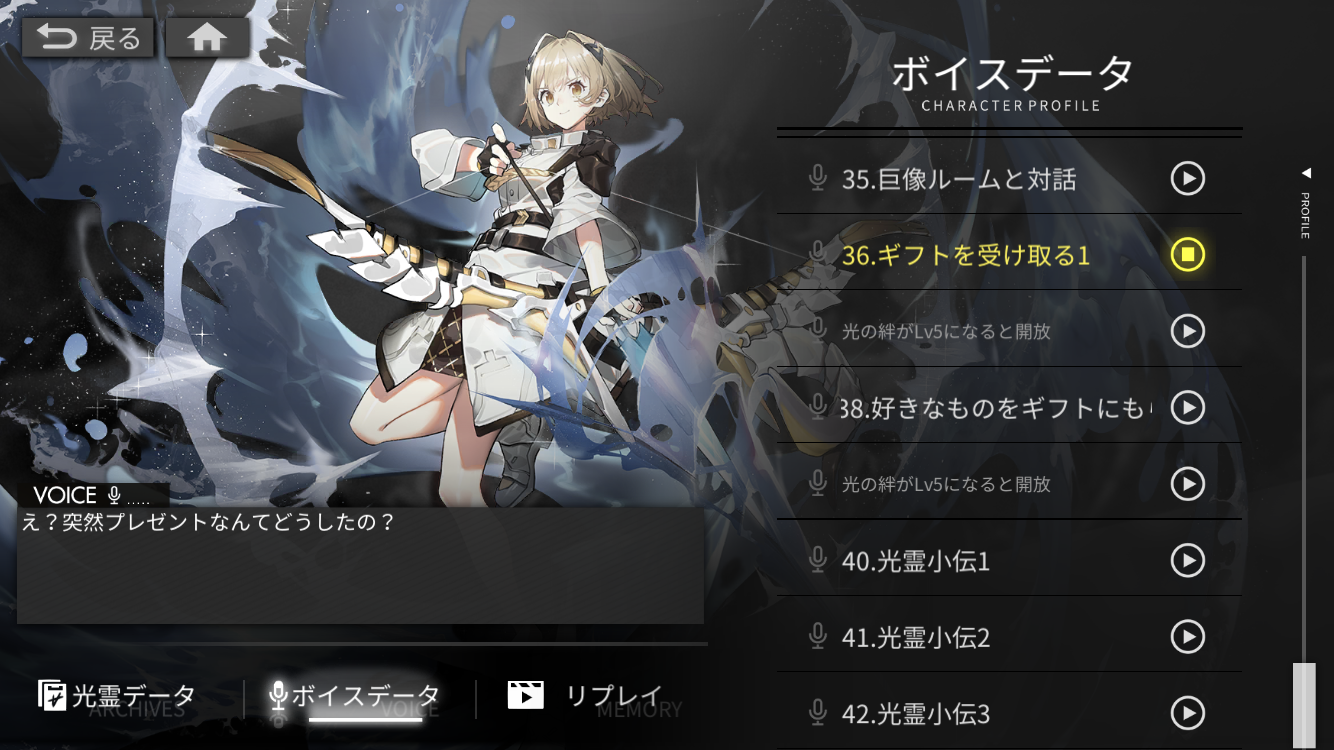 戻る
ボイスデータ
CHARACTER PROFILE
35.巨像ルームと対話
36.ギフトを受け取る1
光の絆がLv5になると開放
38.好きなものをギフトにも
光の絆がLv5になると開放
40.光霊小伝1
41.光霊小伝2
42.光霊小伝3
PROFILE
VOICE .....
え？突然プレゼントなんてどうしたの？
光霊データ
ARCHIVES
ボイスデータ
VOICE
リプレイ
MEMORY